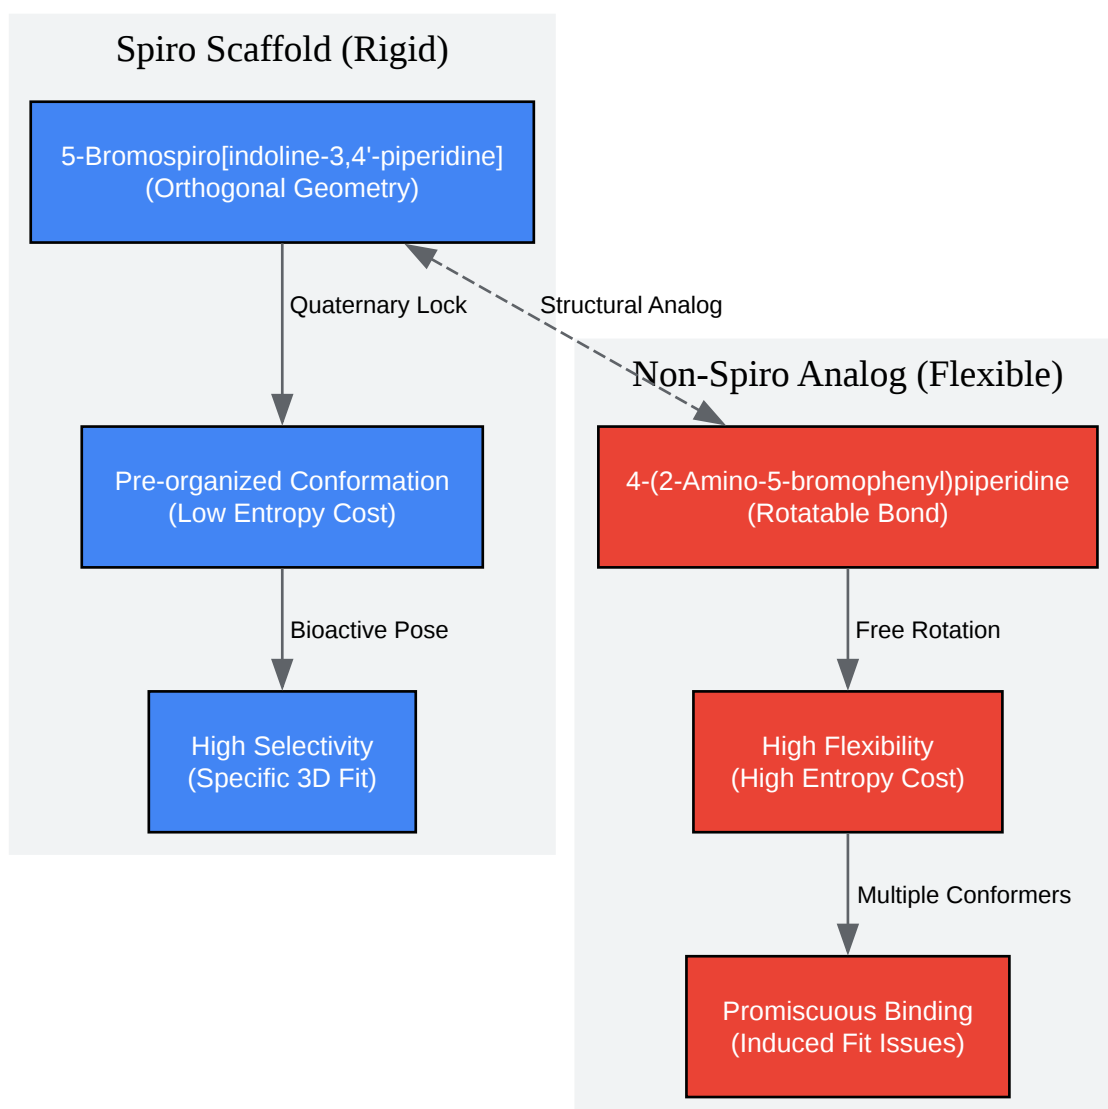 Spiro Scaffold (Rigid)
5-Bromospiro[indoline-3,4'-piperidine]
(Orthogonal Geometry)
Quaternary Lock
Structural Analog
Pre-organized Conformation
(Low Entropy Cost)
Bioactive Pose
High Selectivity
(Specific 3D Fit)
Non-Spiro Analog (Flexible)
4-(2-Amino-5-bromophenyl)piperidine
(Rotatable Bond)
Free Rotation
High Flexibility
(High Entropy Cost)
Multiple Conformers
Promiscuous Binding
(Induced Fit Issues)